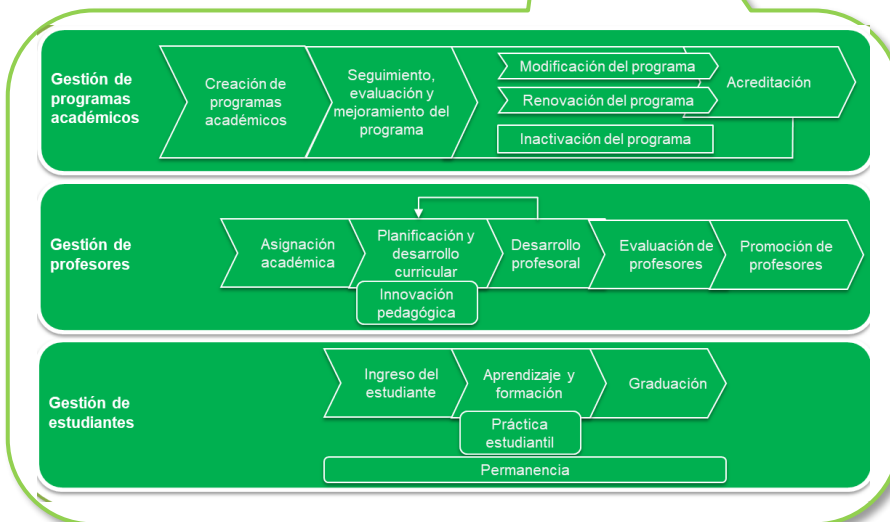 Gestión de
programas
académicos
Creación de
programas
académicos
Seguimiento,
evaluación y
mejoramiento del
programa
Modificación del programa
Renovación del programa
Inactivación del programa
Acreditación
Gestión de
profesores
Asignación
académica
Planificación y
desarrollo
curricular
Innovación
pedagógica
Desarrollo
profesoral
Evaluación de
profesores
Promoción de
profesores
Gestión de
estudiantes
Ingreso del
estudiante
Aprendizaje y
formación
Práctica
estudiantil
Graduación
Permanencia